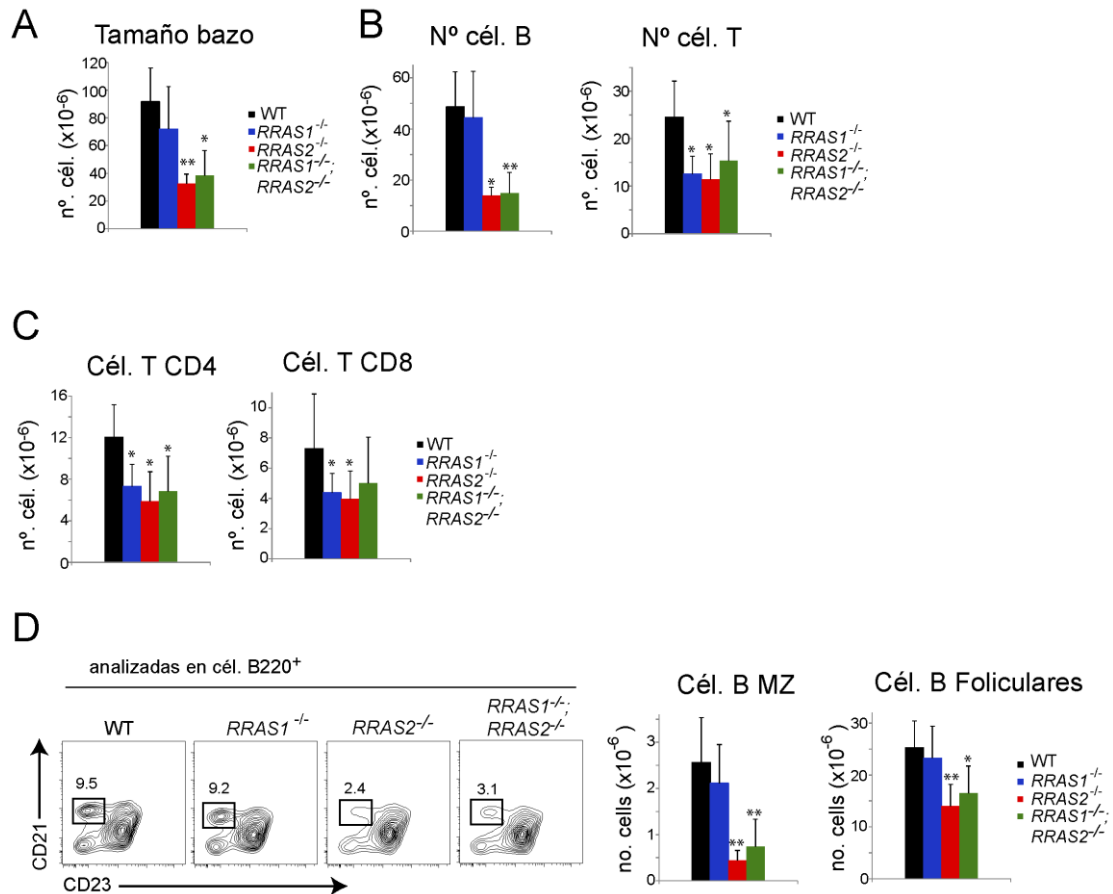 A
Tamaño bazo
nº. cél. (x10-6)
120
100
80
60
40
20
0
**
*
WT
RRAS1-/-
RRAS2-/-
RRAS1-/-;
RRAS2-/-
B
Nº cél. B
nº. cél.(x10-6)
60
40
20
0
*
**
Nº cél. T
nº. cél. (x10-6)
30
20
10
0
*
*
*
WT
RRAS1-/-
RRAS2-/-
RRAS1-/-;
RRAS2-/-
C
Cél. T CD4
nº. cél. (x10-6)
16
12
8
4
0
*
*
*
Cél. T CD8
nº. cél. (x10-6)
10
8
6
4
2
0
*
*
WT
RRAS1-/-
RRAS2-/-
RRAS1-/-;
RRAS2-/-
D
analizadas en cél. B220+
WT
RRAS1 -/-
RRAS2-/-
RRAS1-/-;
RRAS2-/-
9.5
9.2
2.4
3.1
CD21
CD23
Cél. B MZ
no. cells (x10-6)
3
2
1
0
**
**
Cél. B Foliculares
no. cells (x10-6)
30
20
10
0
**
*
WT
RRAS1-/-
RRAS2-/-
RRAS1-/-;
RRAS2-/-